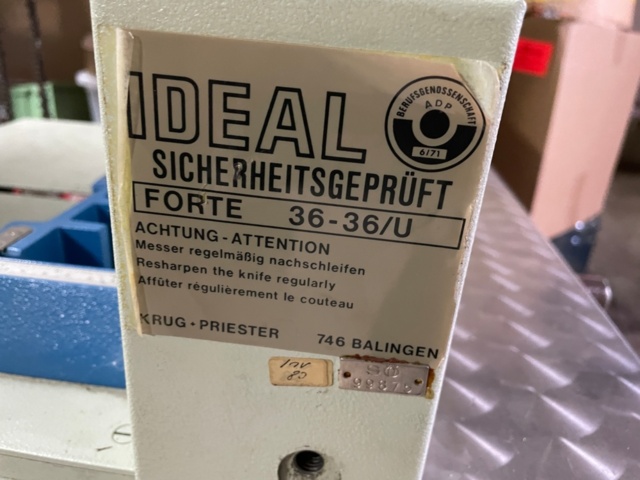 IDEAL
BERUFSGENOSSENSCHAFT
ADP
6/71
SICHERHEITSGEPRÜFT
FORTE 36-36/U
ACHTUNG - ATTENTION
Messer regelmäßig nachschleifen
Resharpen the knife regularly
Affûter régulièrement le couteau
KRUG + PRIESTER 746 BALINGEN